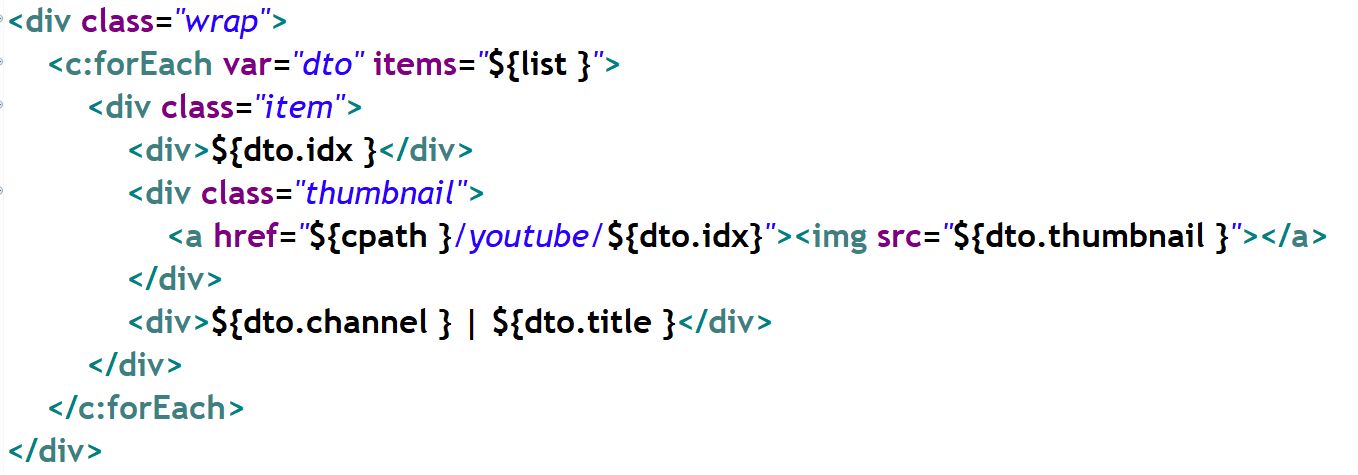 <div class="wrap">
<c:forEach var="dto" items="${list }">
<div class="item">
<div>${dto.idx }</div>
<div class="thumbnail">
<a href="${cpath }/youtube/${dto.idx}"><img src="${dto.thumbnail }"></a>
</div>
<div>${dto.channel } | ${dto.title }</div>
</div>
</c:forEach>
</div>